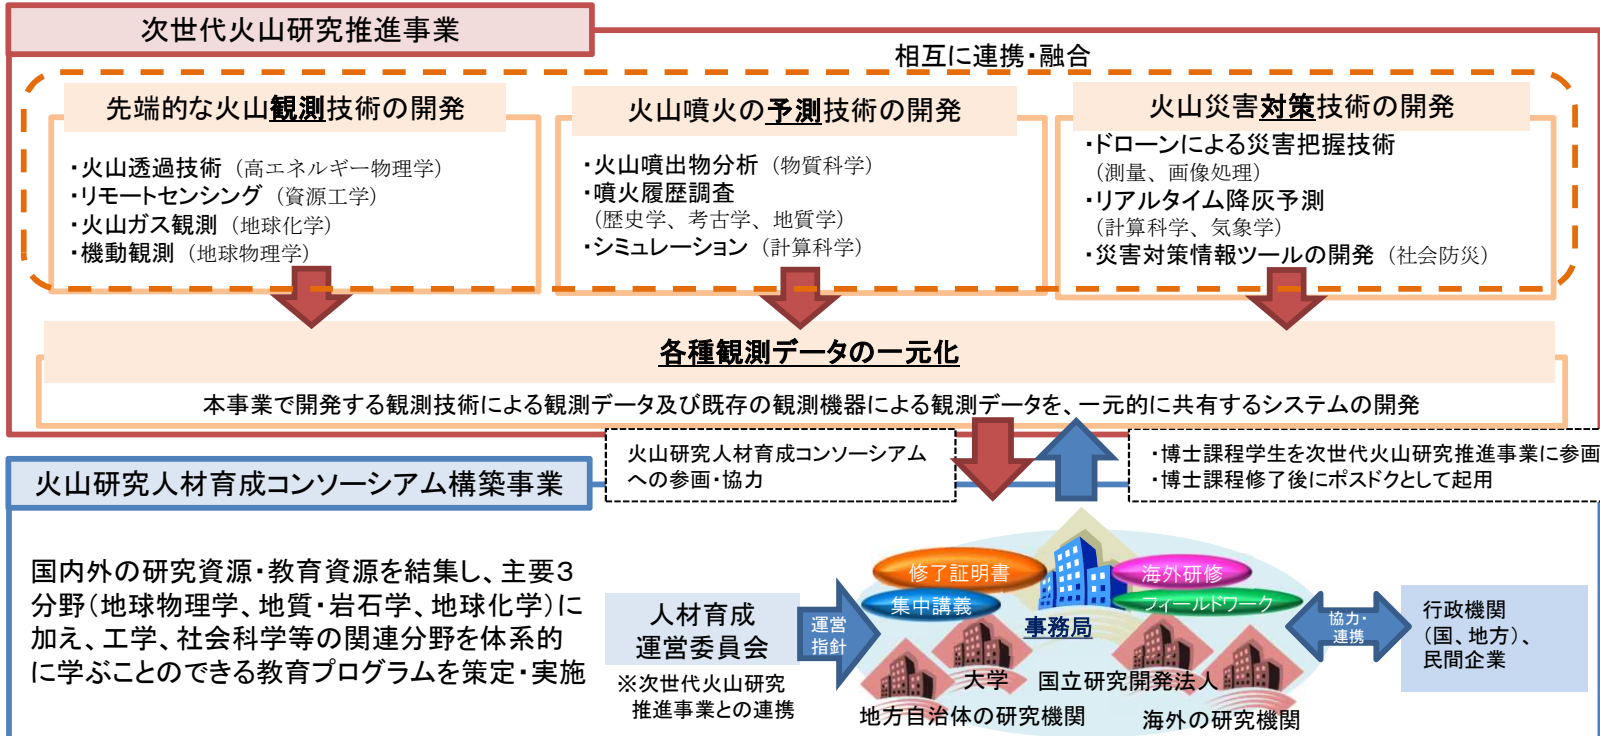 次世代火山研究推進事業
相互に連携・融合
先端的な火山観測技術の開発
・火山透過技術（高エネルギー物理学）
・リモートセンシング（資源工学）
・火山ガス観測（地球化学）
・機動観測（地球物理学）
火山噴火の予測技術の開発
・火山噴出物分析（物質科学）
・噴火履歴調査
（歴史学、考古学、地質学）
・シミュレーション（計算科学）
火山災害対策技術の開発
・ドローンによる災害把握技術
（測量、画像処理）
・リアルタイム降灰予測
（計算科学、気象学）
・災害対策情報ツールの開発（社会防災）
各種観測データの一元化
本事業で開発する観測技術による観測データ及び既存の観測機器による観測データを、一元的に共有するシステムの開発
火山研究人材育成コンソーシアム
への参画・協力
・博士課程学生を次世代火山研究推進事業に参画
・博士課程修了後にポスドクとして起用
火山研究人材育成コンソーシアム構築事業
国内外の研究資源・教育資源を結集し、主要３
分野（地球物理学、地質・岩石学、地球化学）に
加え、工学、社会科学等の関連分野を体系的
に学ぶことのできる教育プログラムを策定・実施
人材育成
運営委員会
※次世代火山研究
推進事業との連携
運営
指針
修了証明書
海外研修
集中講義
フィールドワーク
事務局
大学
国立研究開発法人
地方自治体の研究機関
海外の研究機関
協力・
連携
行政機関
（国、地方）、
民間企業